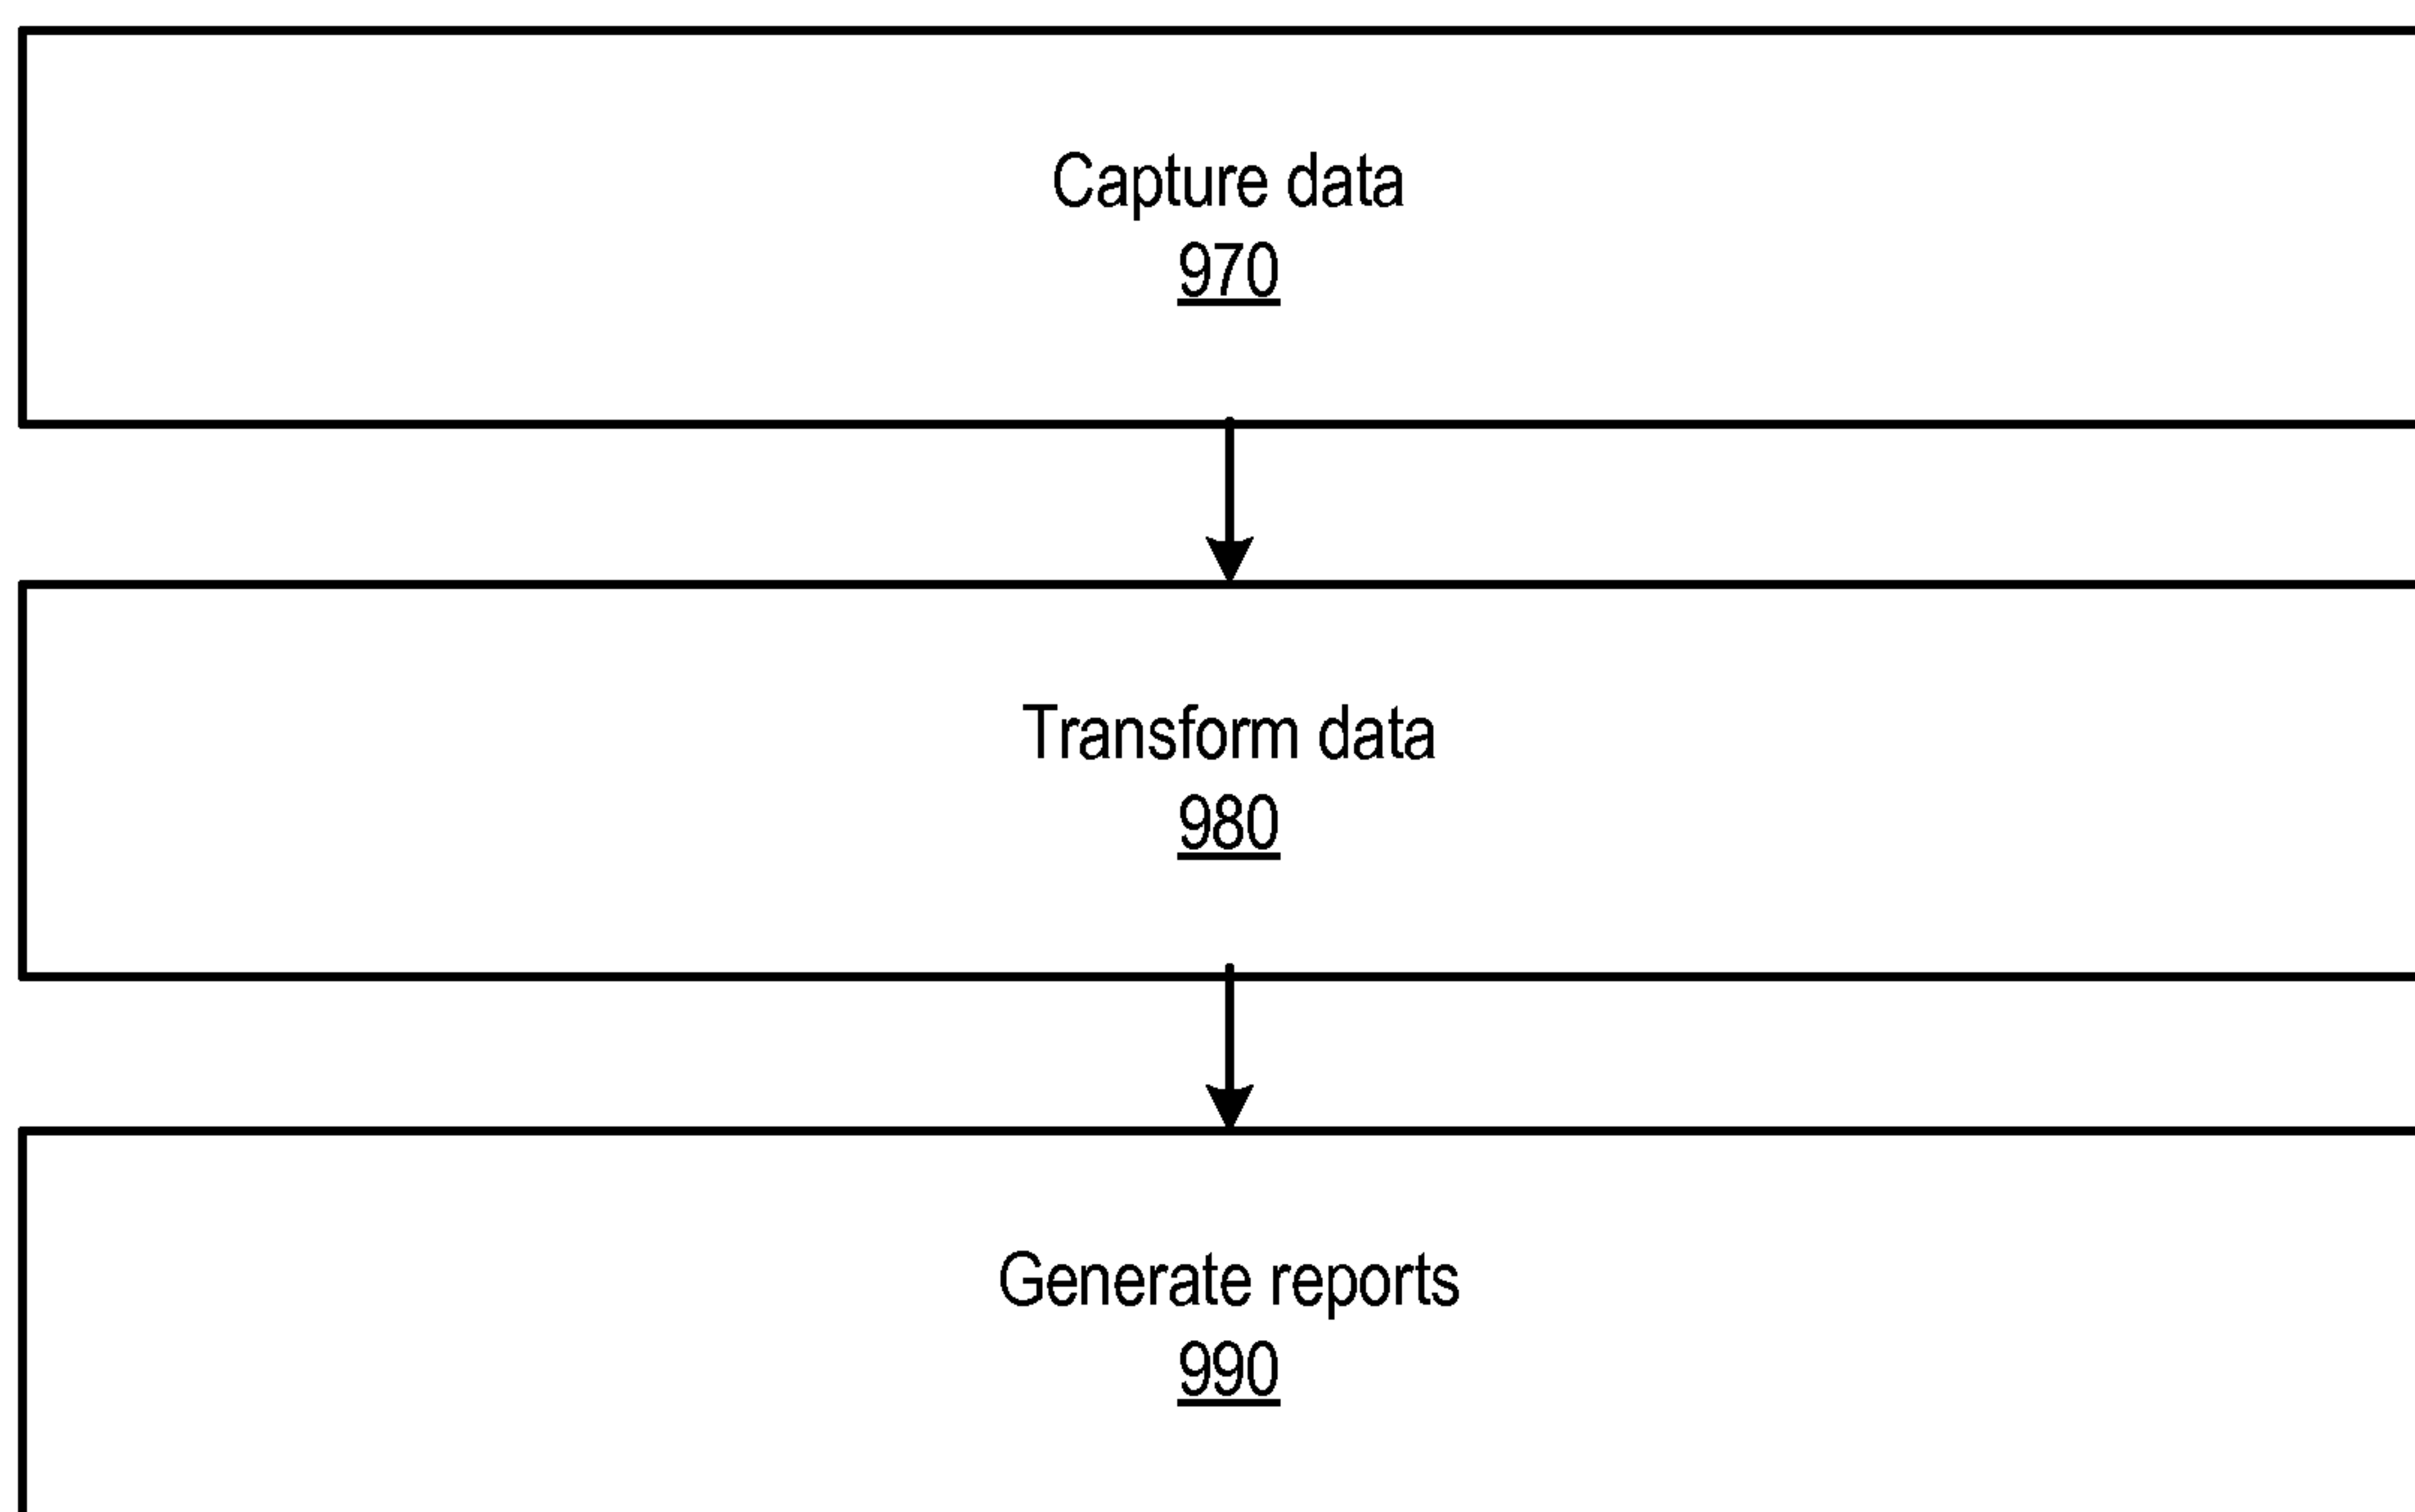 Capture data
970
Transform data
980
Generate reports
990